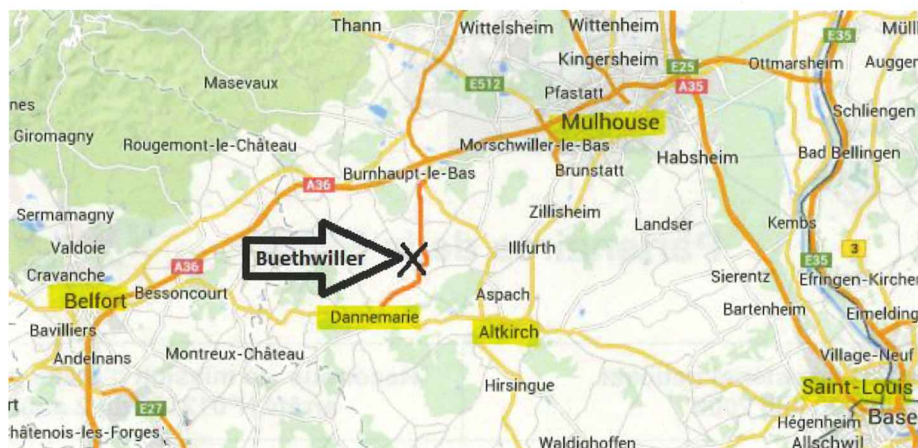 Thann
Wittelsheim
Wittenheim
E35
Müll
Kingersheim
E25
Ottmarsheim
Auggen
Masevaux
E512
Pfastatt
A35
nes
Schliengen
Mulhouse
Giromagny
Rougemont-le-Château
Morschwiller-le-Bas
Habsheim
Bad Bellingen
Burnhaupt-le-Bas
Brunstatt
A36
Sermamagny
Zillisheim
Landser
Kembs
Valdoie
Buethwiller
Illfurth
3
Cravanche
A36
E35
Sierentz
Efringen-Kirchen
Belfort
Bessoncourt
Aspach
Bartenheim
Eimelding
Dannemarie
Altkirch
Bavilliers
Andelnans
Montreux-Château
Village-Neuf
Hirsingue
Saint-Louis
rt
E27
Hégenheim
Base
Châtenois-les-Forges
Waldighoffen
Allschwil